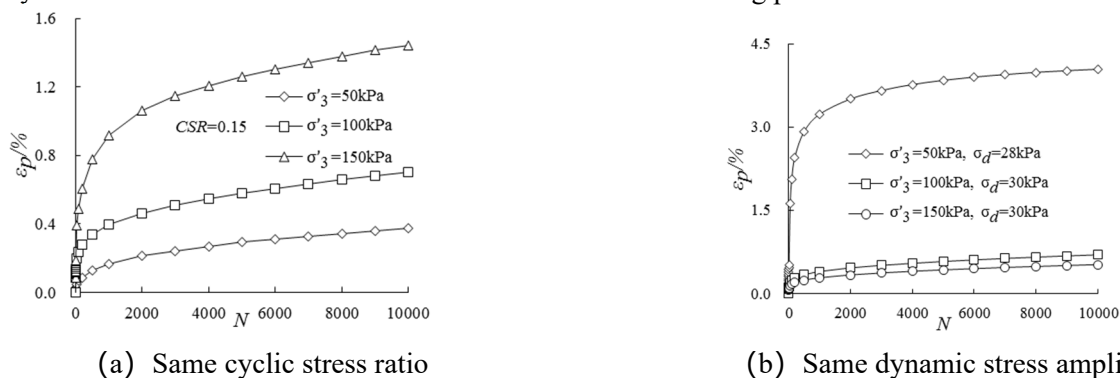 1.6
1.2
0.8
0.4
0.0
εp/%
CSR=0.15
σ'3=50kPa
σ'3=100kPa
σ'3=150kPa
0 2000 4000 6000 8000 10000
N
(a) Same cyclic stress ratio
4.5
3.0
1.5
0.0
εp/%
σ'3=50kPa, σd=28kPa
σ'3=100kPa, σd=30kPa
σ'3=150kPa, σd=30kPa
0 2000 4000 6000 8000 10000
N
(b) Same dynamic stress ampli